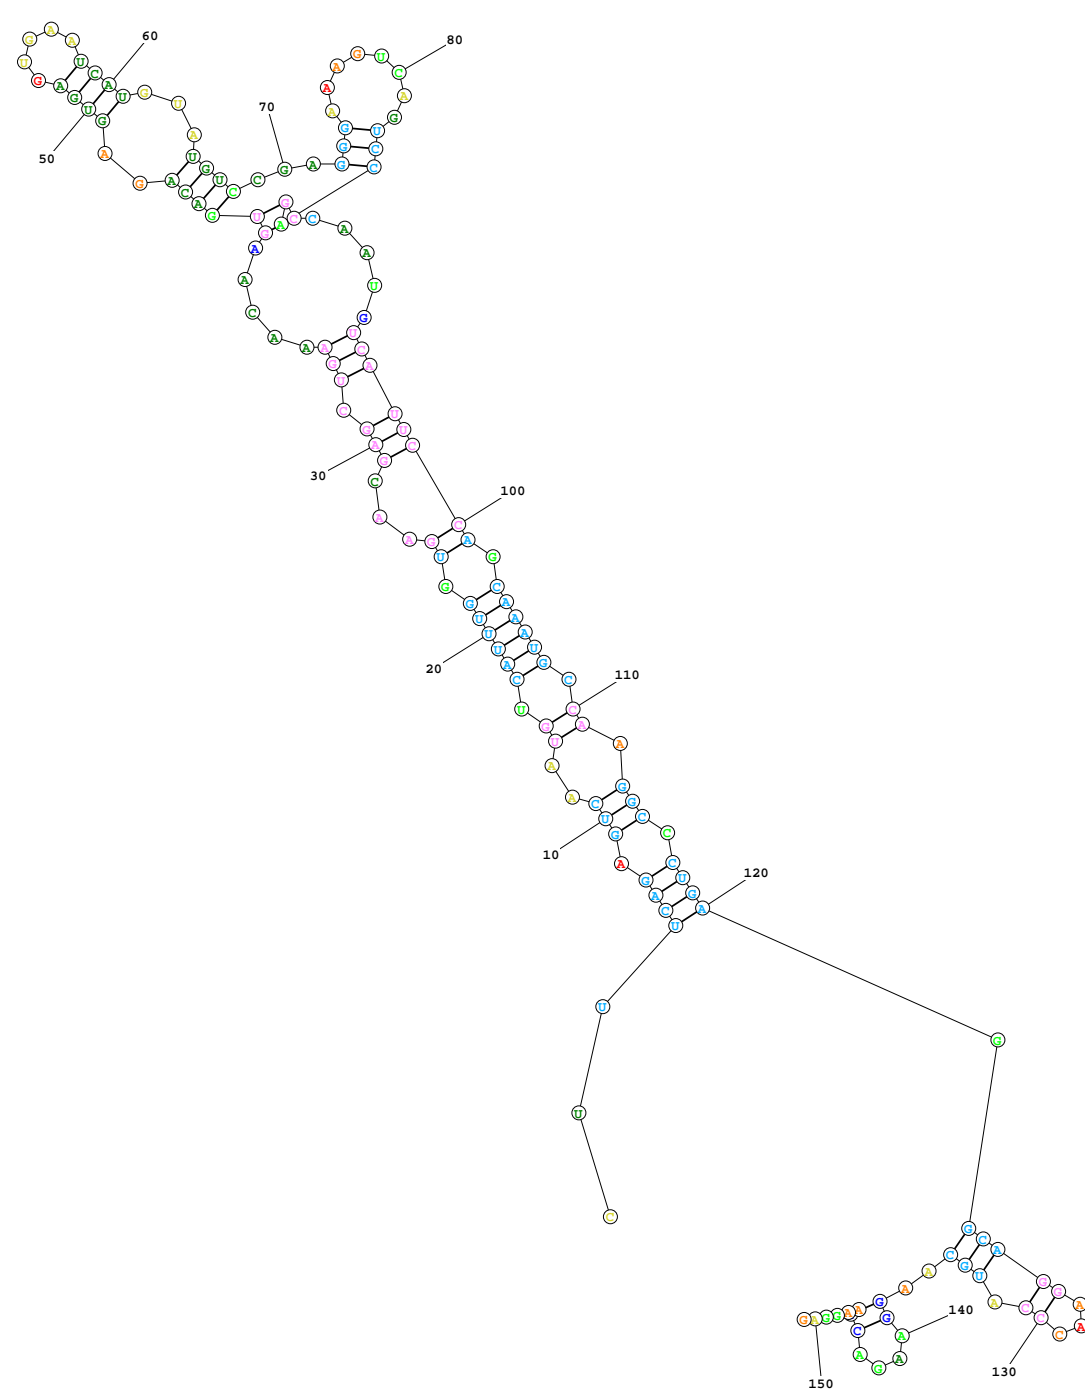 C U U U C A G A G U
10
C A A U G U C A U U
20
U G G U G A A C G A
30
G C U G A A A C A A
G U G A C A G A G U
50
G A G U G A A U C A
60
U G U A U G U C C G
70
A G G G A A A G U C
80
A G U C C A G C C A
A U G U C A U U C C
100
A G C A A A U G C C
110
A A G G C C C U G A
120
G G C A G G A A C C
130
C A U G C A A G G A
140
A G A C A A G G A
150
G